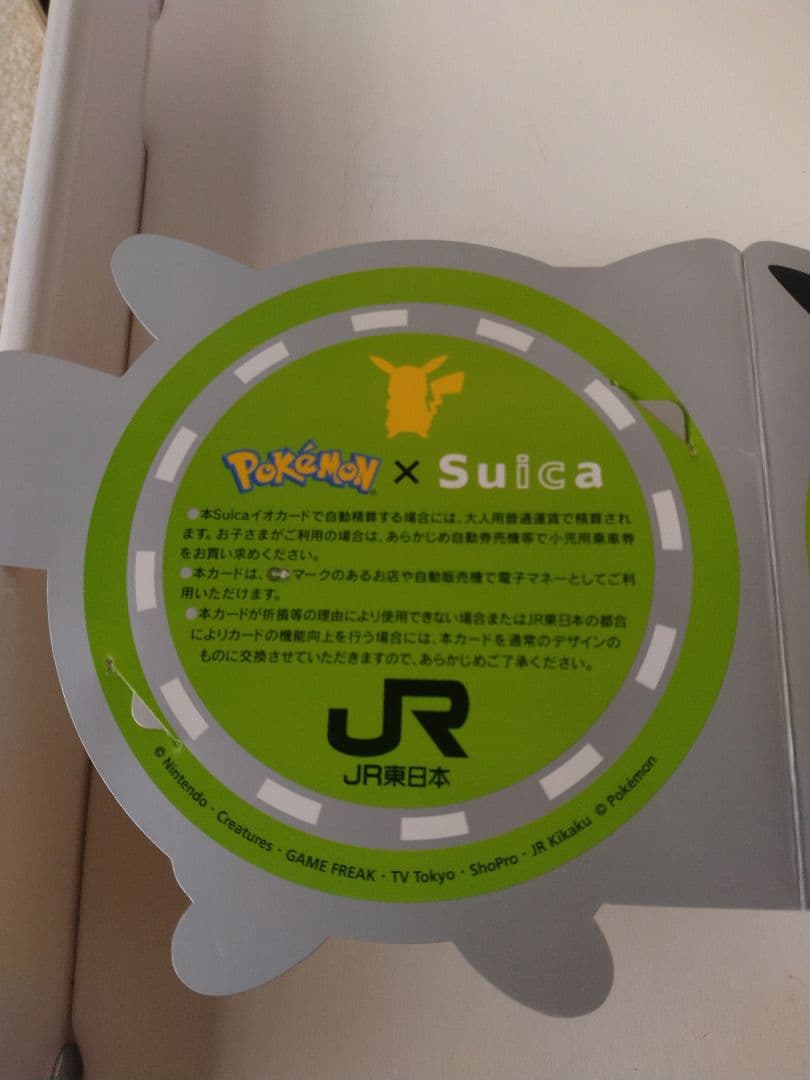 Pokémon × Suica
●本Suicaイオカードで自動精算する場合には、大人用普通運賃で精算され
ます。お子さまがご利用の場合は、あらかじめ自動券売機等で小児用乗車券
をお買い求めください。
●本カードは、マークのあるお店や自動販売機で電子マネーとしてご利
用いただけます。
●本カードが折損等の理由により使用できない場合またはJR東日本の都合
によりカードの機能向上を行う場合には、本カードを通常のデザインの
ものに交換させていただきますので、あらかじめご了承ください。
JR
JR東日本
© Nintendo・Creatures・GAME FREAK・TV Tokyo・ShoPro・JR Kikaku © Pokémon